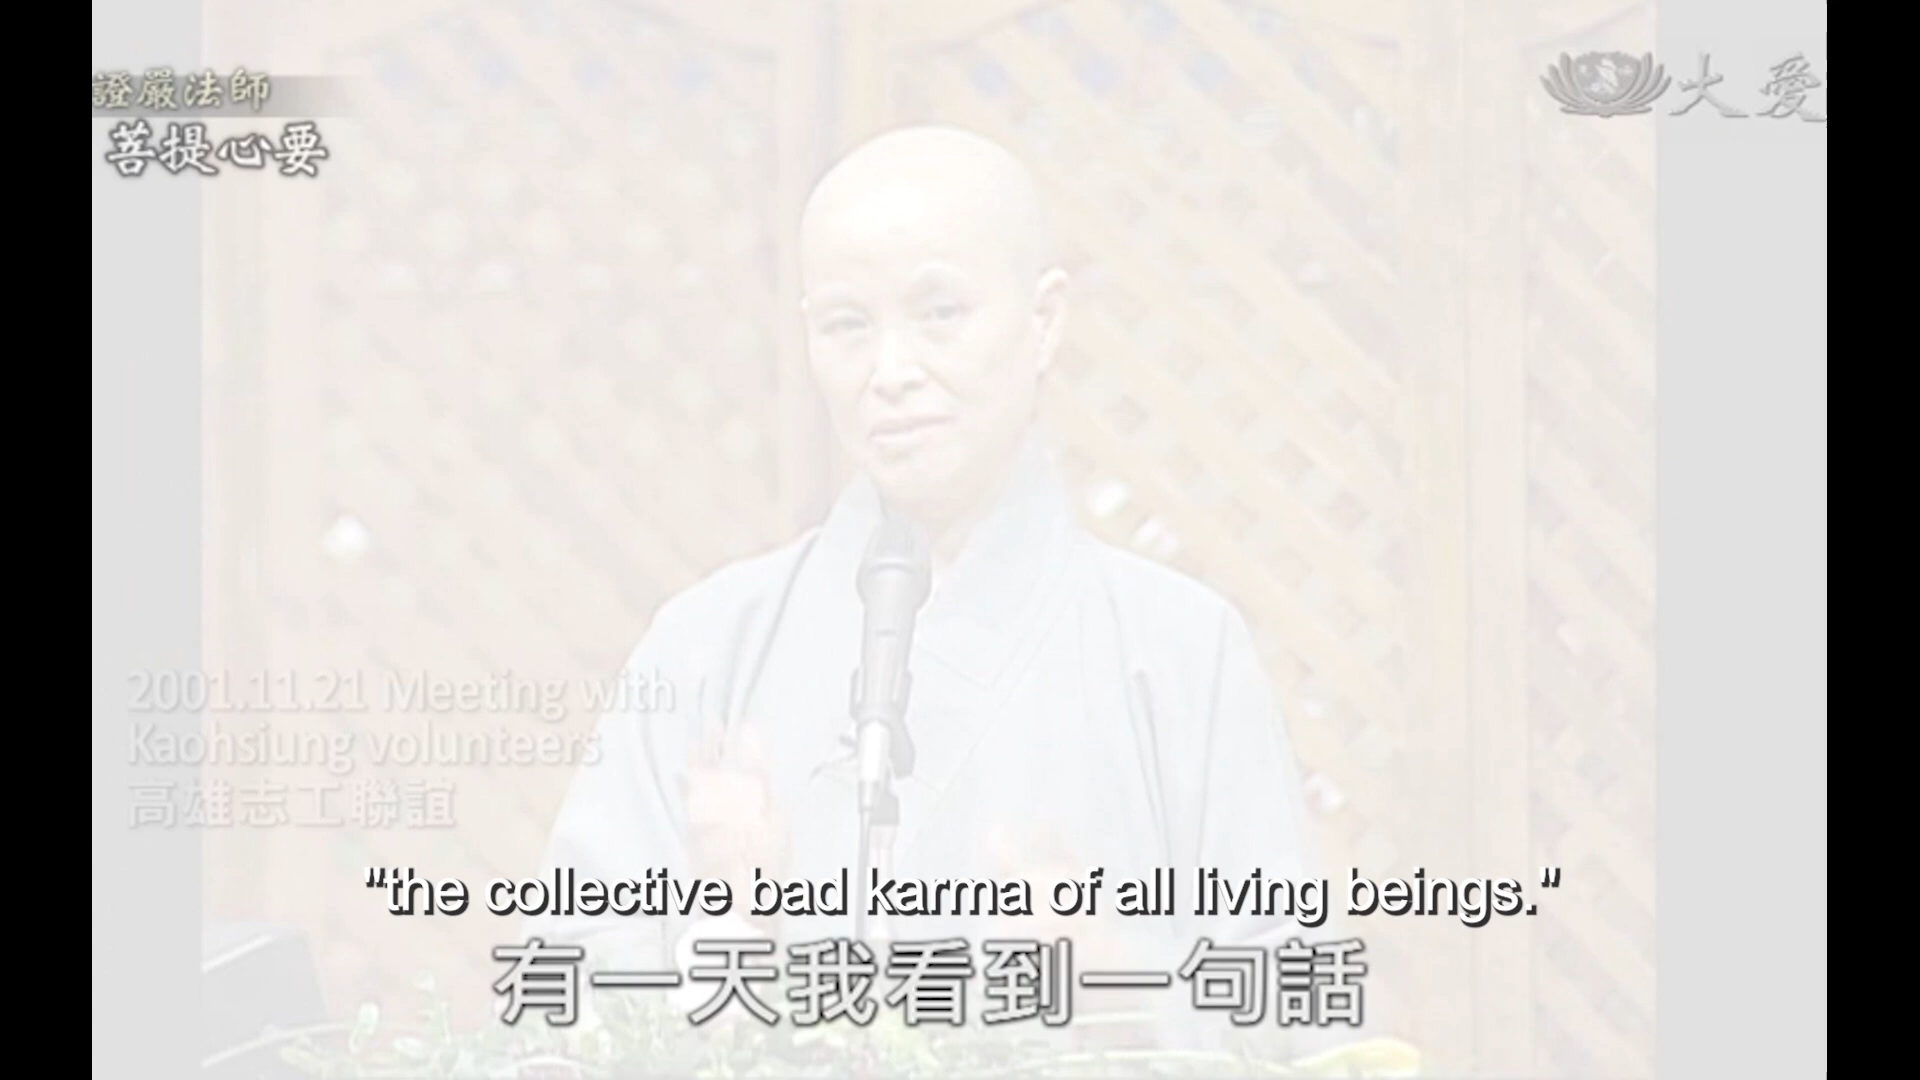 證嚴法師
菩提心要
大愛
2001.11.21 Meeting with
Kaohsiung volunteers
高雄志工聯誼
"the collective bad karma of all living beings."
有一天我看到一句話